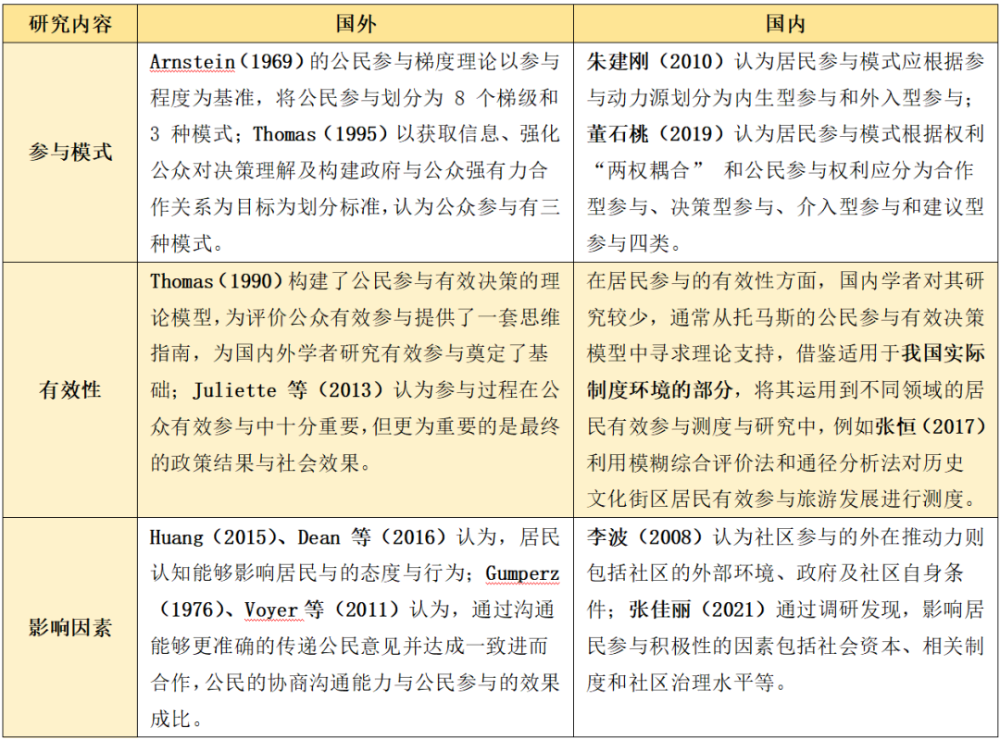 研究内容
国外
国内
参与模式
Arnstein（1969）的公民参与梯度理论以参与
程度为基准，将公民参与划分为 8 个梯级和
3 种模式；Thomas（1995）以获取信息、强化
公众对决策理解及构建政府与公众强有力合
作关系为目标为划分标准，认为公众参与有三
种模式。
朱建刚（2010）认为居民参与模式应根据参
与动力源划分为内生型参与和外入型参与；
董石桃（2019）认为居民参与模式根据权利
“两权耦合” 和公民参与权利应分为合作
型参与、决策型参与、介入型参与和建议型
参与四类。
有效性
Thomas（1990）构建了公民参与有效决策的理
论模型，为评价公众有效参与提供了一套思维
指南，为国内外学者研究有效参与奠定了基
础；Juliette 等（2013）认为参与过程在公
众有效参与中十分重要，但更为重要的是最终
的政策结果与社会效果。
在居民参与的有效性方面，国内学者对其研
究较少，通常从托马斯的公民参与有效决策
模型中寻求理论支持，借鉴适用于我国实际
制度环境的部分，将其运用到不同领域的居
民有效参与测度与研究中，例如张恒（2017）
利用模糊综合评价法和通径分析法对历史
文化街区居民有效参与旅游发展进行测度。
影响因素
Huang（2015）、Dean 等（2016）认为，居民
认知能够影响居民与的态度与行为；Gumperz
（1976）、Voyer 等（2011）认为，通过沟通
能够更准确的传递公民意见并达成一致进而
合作，公民的协商沟通能力与公民参与的效果
成比。
李波（2008）认为社区参与的外在推动力则
包括社区的外部环境、政府及社区自身条
件；张佳丽（2021）通过调研发现，影响居
民参与积极性的因素包括社会资本、相关制
度和社区治理水平等。